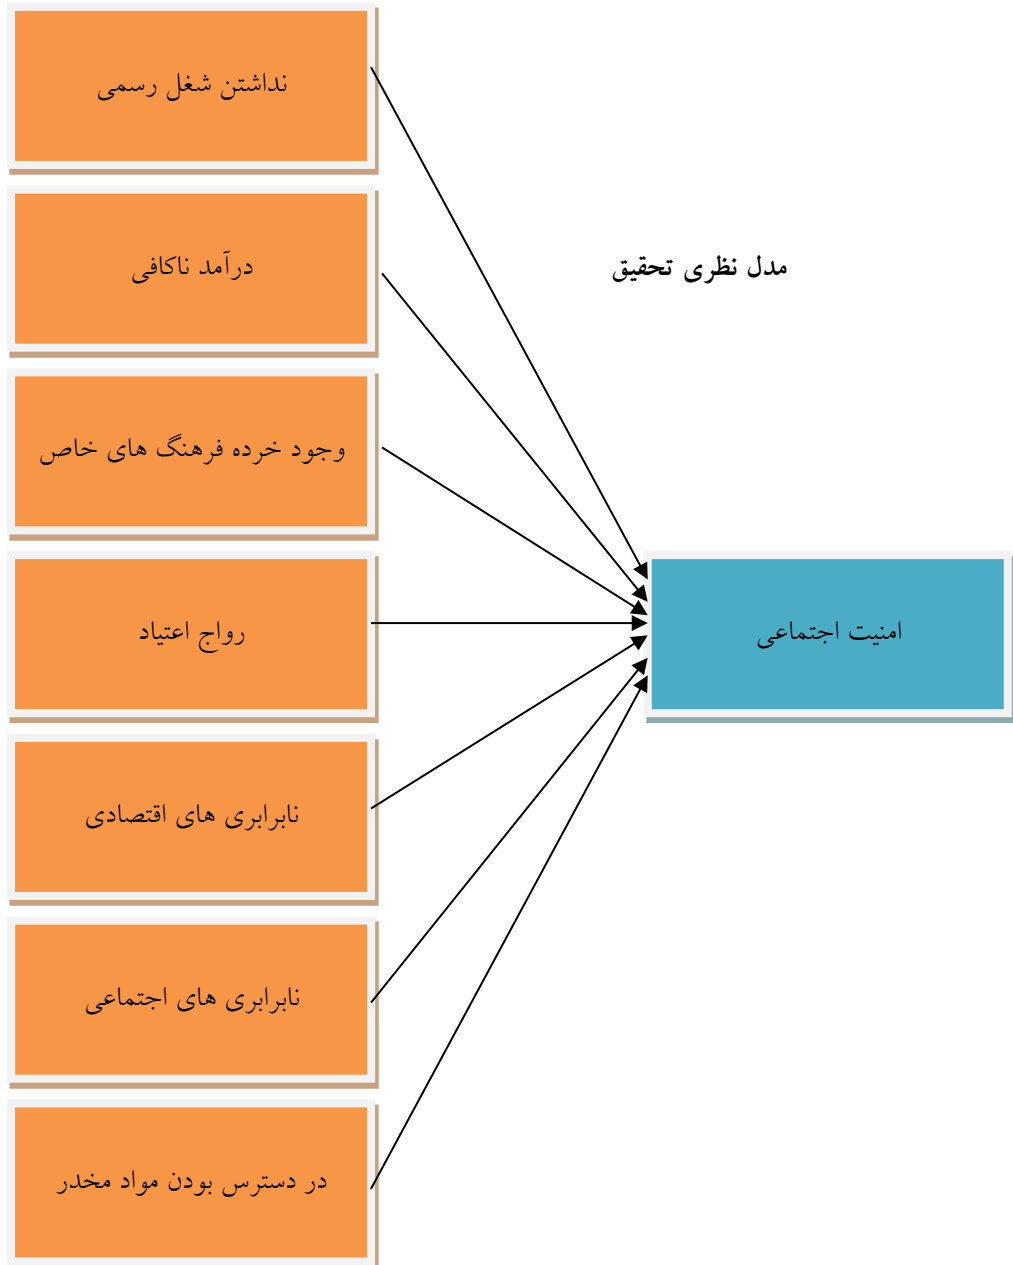 نداشتن شغل رسمی
درآمد ناکافی
مدل نظری تحقیق
وجود خرده فرهنگ های خاص
رواج اعتیاد
امنیت اجتماعی
نابرابری های اقتصادی
نابرابری های اجتماعی
در دسترس بودن مواد مخدر